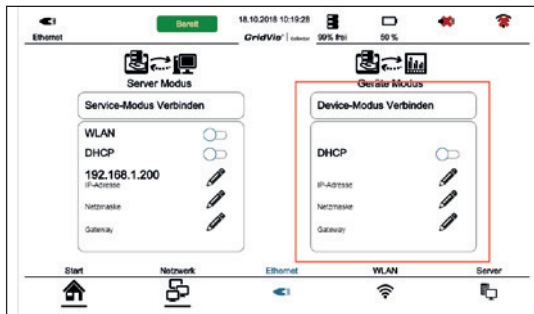 Ethernet
Bereit
18.10.2018 10:19:28
GridVis®
99% frei
50 %
Server Modus
Geräte Modus
Service-Modus Verbinden
WLAN
DHCP
192.168.1.200
IP-Adresse
Netzmaske
Gateway
Device-Modus Verbinden
DHCP
IP-Adresse
Netzmaske
Gateway
Start Netzwerk Ethernet WLAN Server